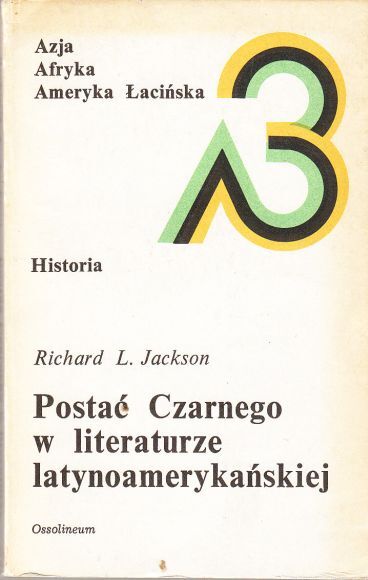 Azja
Afryka
Ameryka Łacińska
Historia
Richard L. Jackson
Postać Czarnego
w literaturze
latynoamerykańskiej
Ossolineum